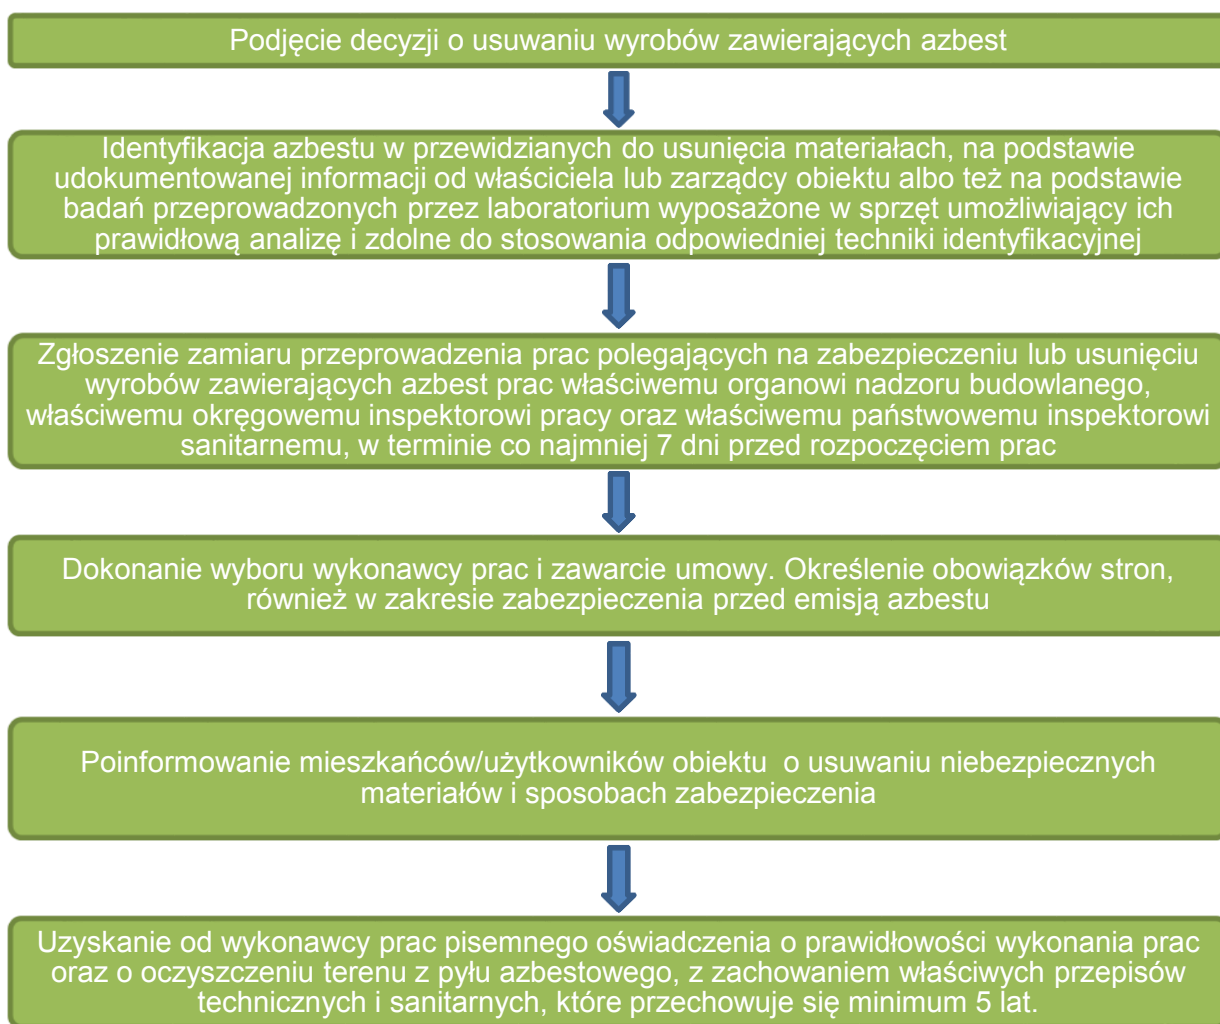 Podjęcie decyzji o usuwaniu wyrobów zawierających azbest
Identyfikacja azbestu w przewidzianych do usunięcia materiałach, na podstawie
udokumentowanej informacji od właściciela lub zarządcy obiektu albo też na podstawie
badań przeprowadzonych przez laboratorium wyposażone w sprzęt umożliwiający ich
prawidłową analizę i zdolne do stosowania odpowiedniej techniki identyfikacyjnej
Zgłoszenie zamiaru przeprowadzenia prac polegających na zabezpieczeniu lub usunięciu
wyrobów zawierających azbest prac właściwemu organowi nadzoru budowlanego,
właściwemu okręgowemu inspektorowi pracy oraz właściwemu państwowemu inspektorowi
sanitarnemu, w terminie co najmniej 7 dni przed rozpoczęciem prac
Dokonanie wyboru wykonawcy prac i zawarcie umowy. Określenie obowiązków stron,
również w zakresie zabezpieczenia przed emisją azbestu
Poinformowanie mieszkańców/użytkowników obiektu o usuwaniu niebezpiecznych
materiałów i sposobach zabezpieczenia
Uzyskanie od wykonawcy prac pisemnego oświadczenia o prawidłowości wykonania prac
oraz o oczyszczeniu terenu z pyłu azbestowego, z zachowaniem właściwych przepisów
technicznych i sanitarnych, które przechowuje się minimum 5 lat.